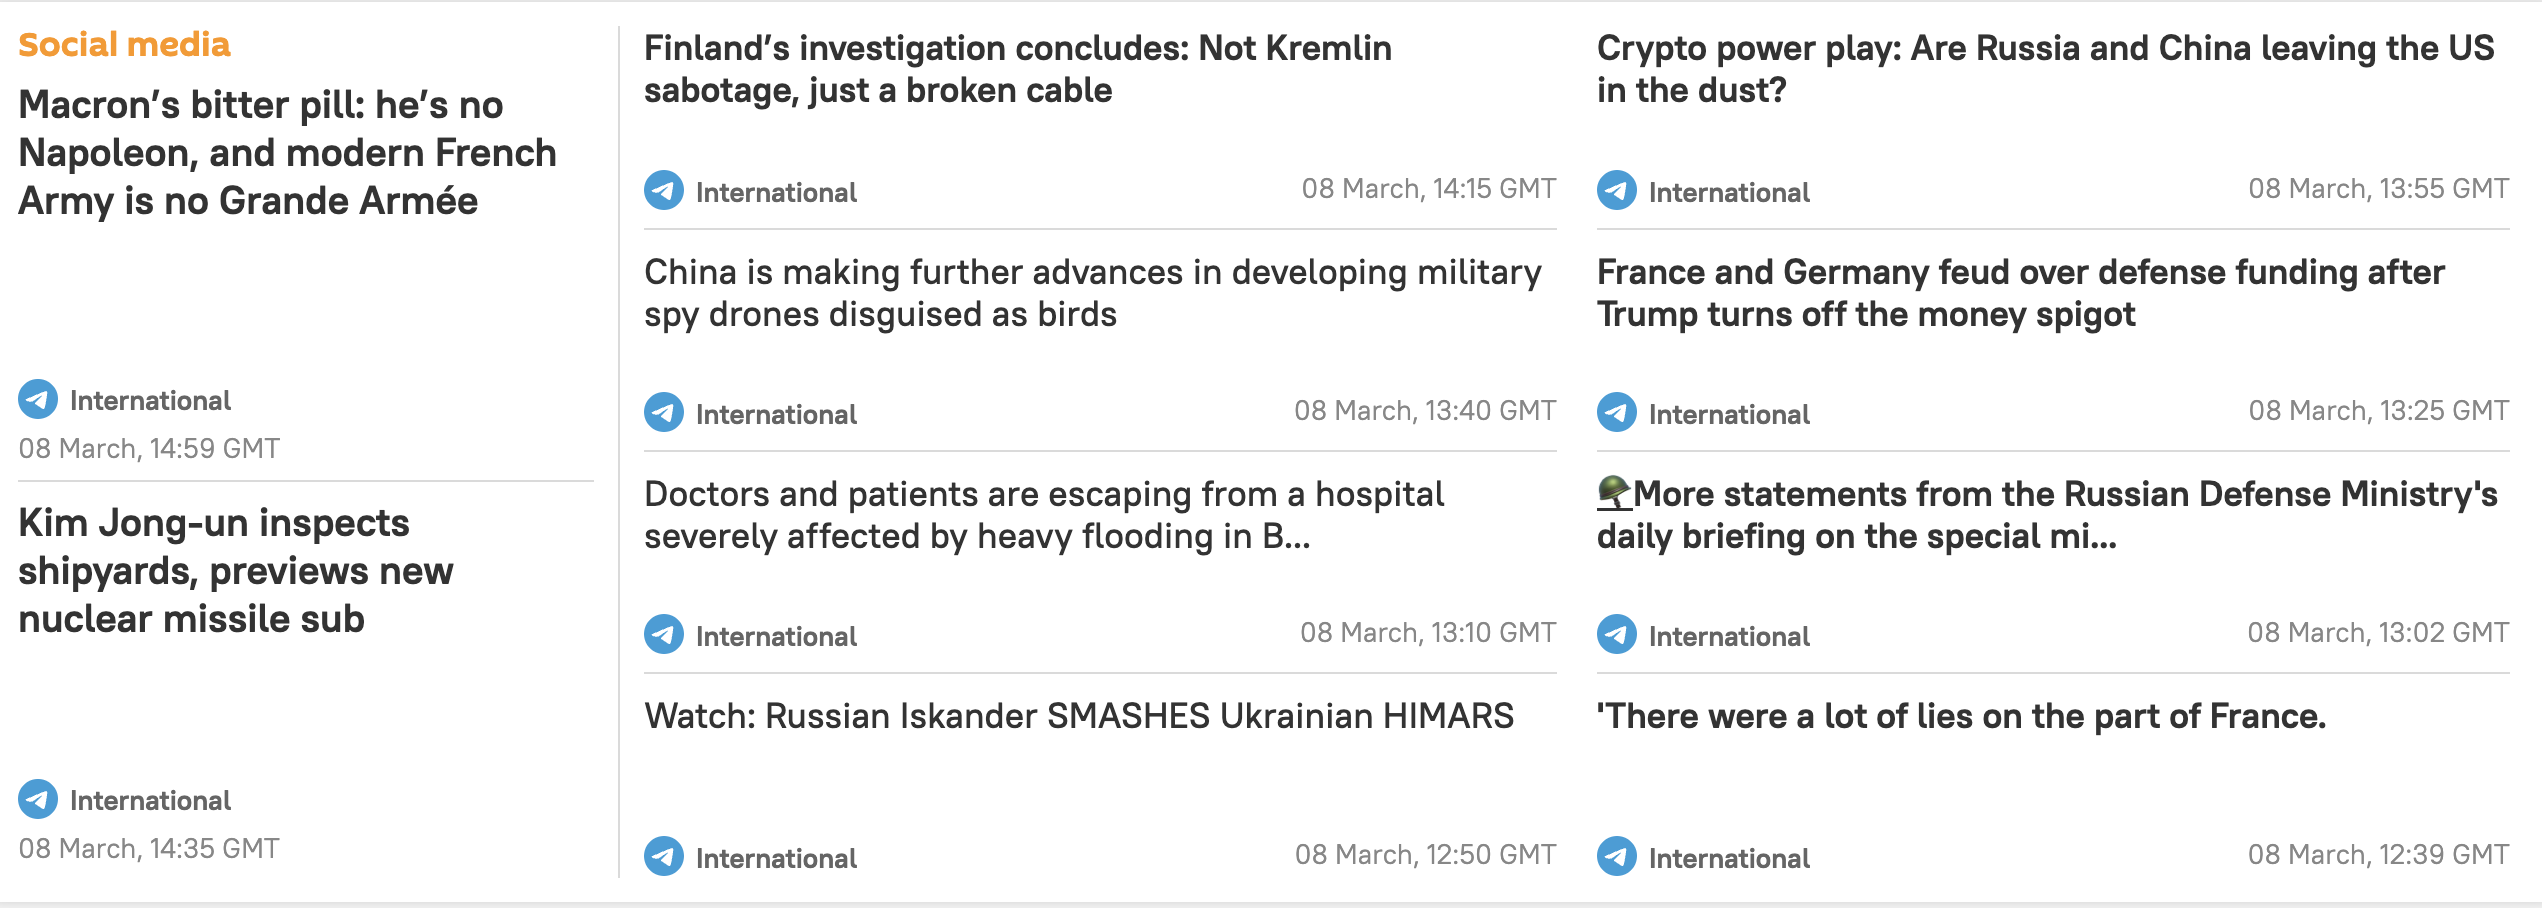 Social media
Macron’s bitter pill: he’s no
Napoleon, and modern French
Army is no Grande Armée
International
08 March, 14:59 GMT
Kim Jong-un inspects
shipyards, previews new
nuclear missile sub
International
08 March, 14:35 GMT
Finland’s investigation concludes: Not Kremlin
sabotage, just a broken cable
International
08 March, 14:15 GMT
Crypto power play: Are Russia and China leaving the US
in the dust?
International
08 March, 13:55 GMT
China is making further advances in developing military
spy drones disguised as birds
International
08 March, 13:40 GMT
France and Germany feud over defense funding after
Trump turns off the money spigot
International
08 March, 13:25 GMT
Doctors and patients are escaping from a hospital
severely affected by heavy flooding in B...
International
08 March, 13:10 GMT
🪖More statements from the Russian Defense Ministry's
daily briefing on the special mi...
International
08 March, 13:02 GMT
Watch: Russian Iskander SMASHES Ukrainian HIMARS
International
08 March, 12:50 GMT
'There were a lot of lies on the part of France.
International
08 March, 12:39 GMT